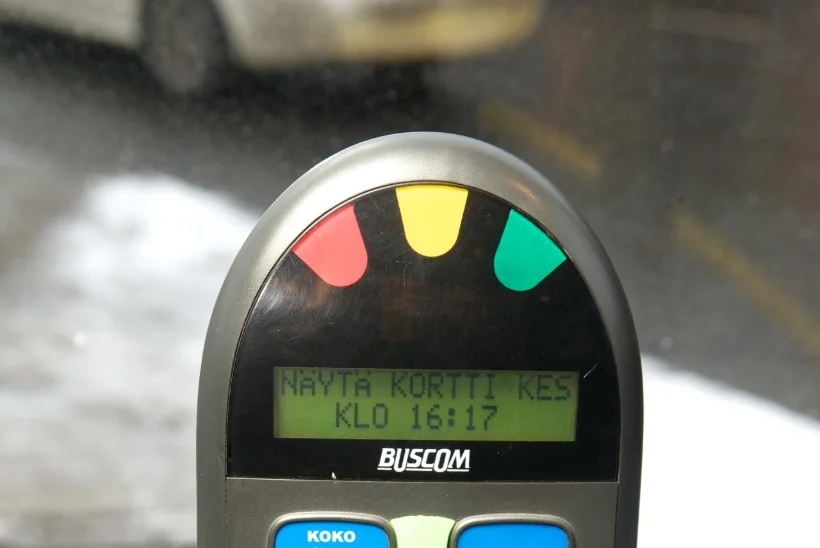 NÄYTÄ KORTTI KES
KLO 16:17
BUSCOM
KOKO